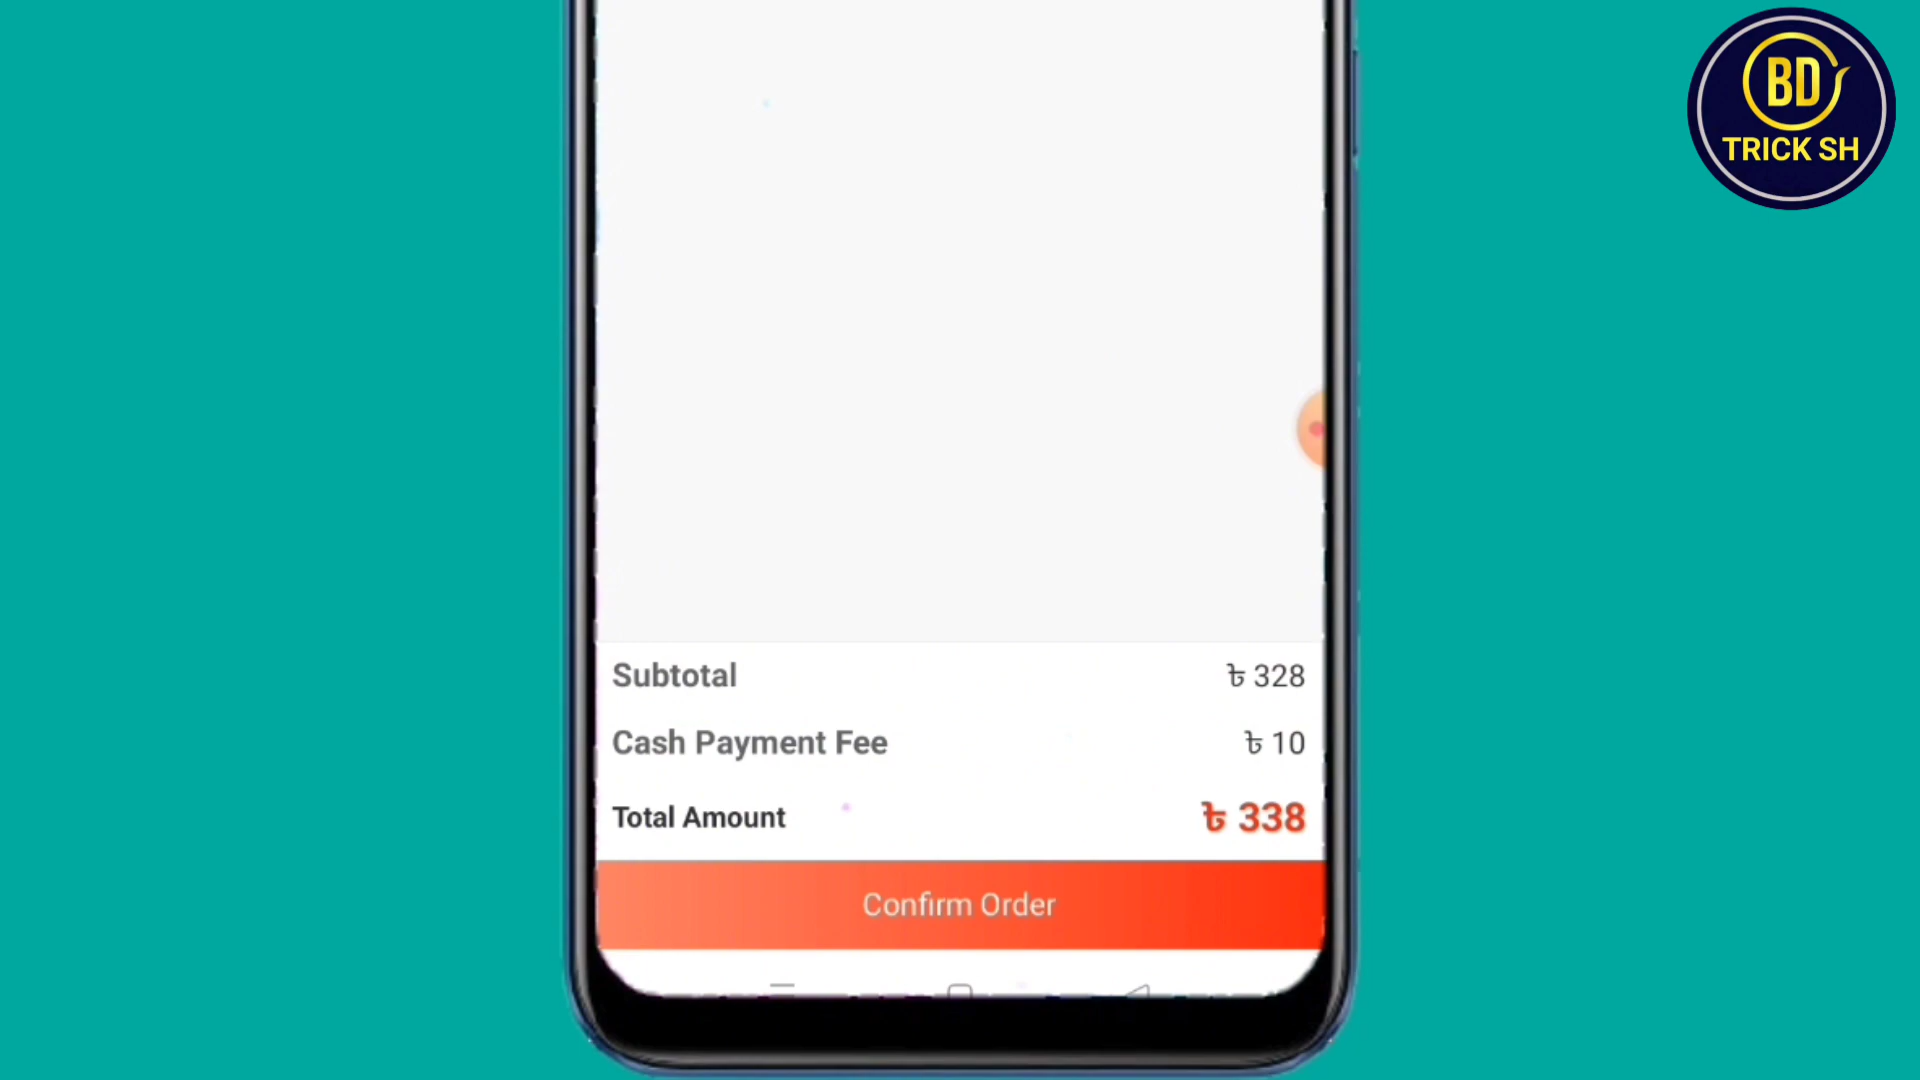 BD
TRICK SH
Subtotal ৳ 328
Cash Payment Fee ৳ 10
Total Amount ৳ 338
Confirm Order